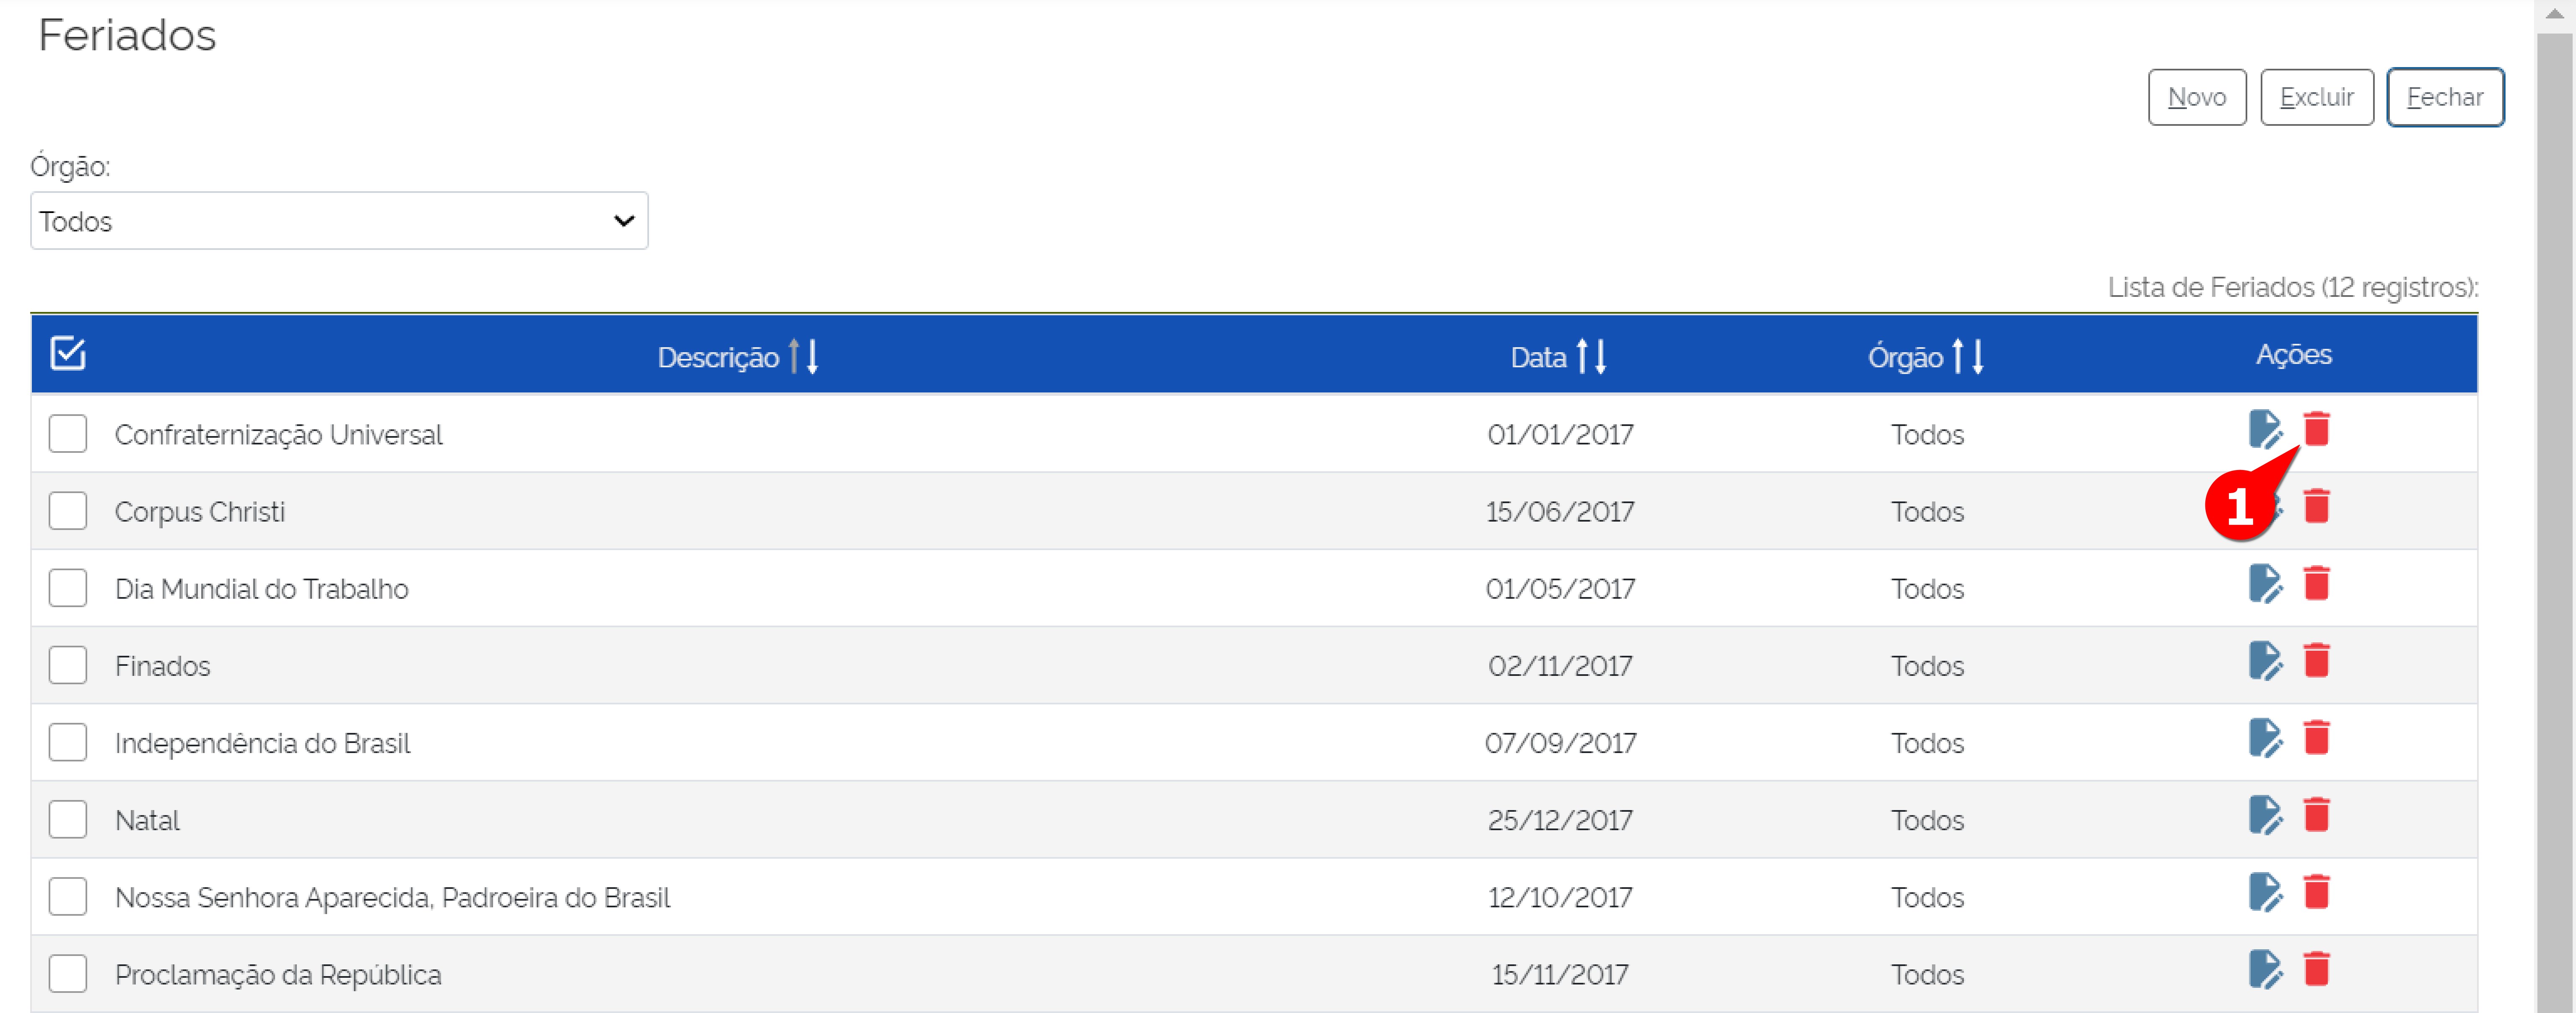 Feriados
Novo Excluir Fechar
Órgão:
Todos
Lista de Feriados (12 registros):
Descrição Data Órgão Ações
Confraternização Universal 01/01/2017 Todos
1
Corpus Christi 15/06/2017 Todos
Dia Mundial do Trabalho 01/05/2017 Todos
Finados 02/11/2017 Todos
Independência do Brasil 07/09/2017 Todos
Natal 25/12/2017 Todos
Nossa Senhora Aparecida, Padroeira do Brasil 12/10/2017 Todos
Proclamação da República 15/11/2017 Todos